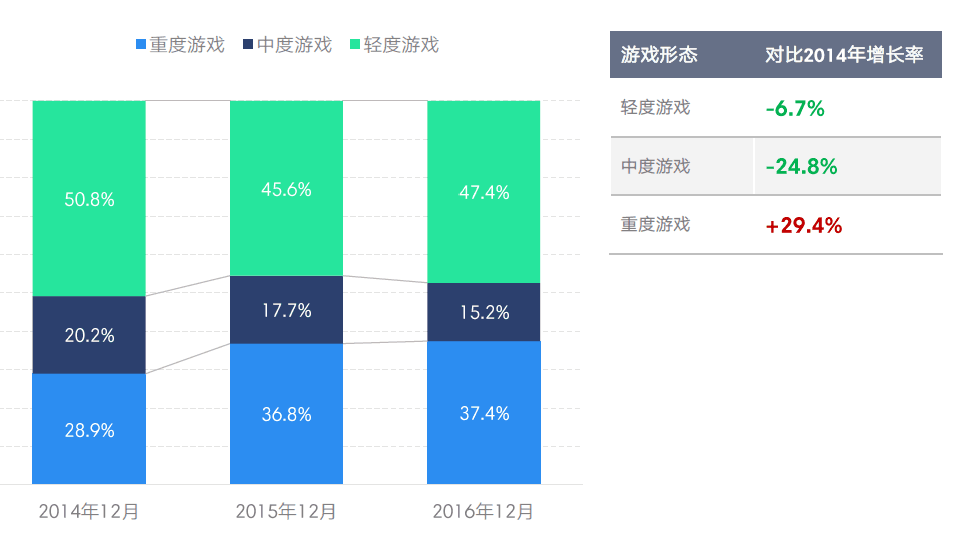 重度游戏 中度游戏 轻度游戏
50.8% 45.6% 47.4%
20.2% 17.7% 15.2%
28.9% 36.8% 37.4%
2014年12月 2015年12月 2016年12月
游戏形态 对比2014年增长率
轻度游戏 -6.7%
中度游戏 -24.8%
重度游戏 +29.4%